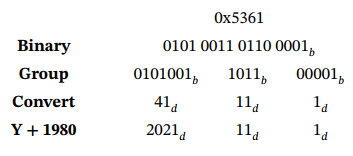 0x5361
Binary 0101 0011 0110 0001b
Group 0101001b 1011b 00001b
Convert 41d 11d 1d
Y + 1980 2021d 11d 1d